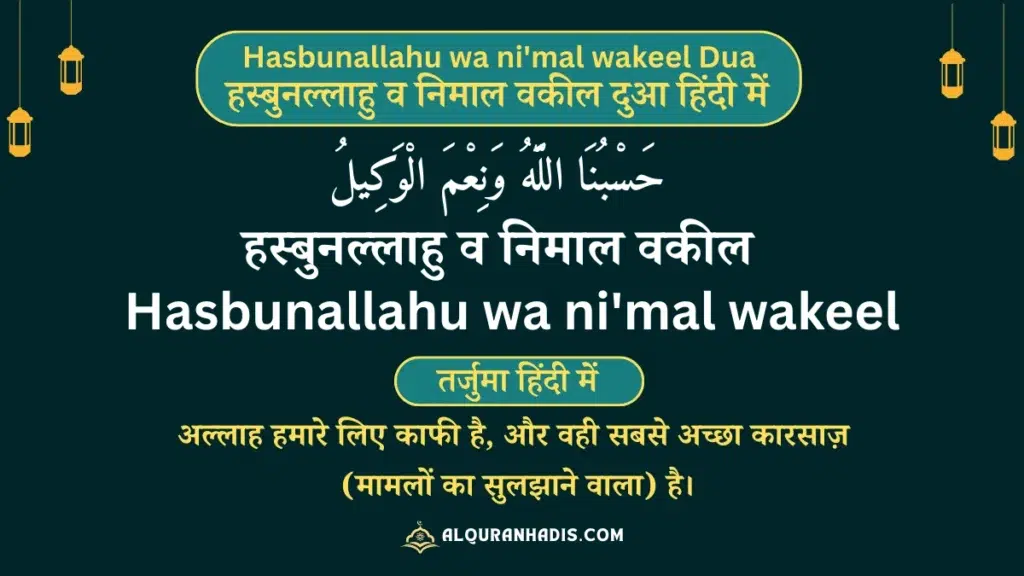 Hasbunallahu wa ni'mal wakeel Dua
हस्बुनल्लाहु व निमाल वकील दुआ हिंदी में
حَسْبُنَا اللَّهُ وَنِعْمَ الْوَكِيلُ
हस्बुनल्लाहु व निमाल वकील
Hasbunallahu wa ni'mal wakeel
तर्जुमा हिंदी में
अल्लाह हमारे लिए काफी है, और वही सबसे अच्छा कारसाज़
(मामलों का सुलझाने वाला) है।
ALQURANHADIS.COM